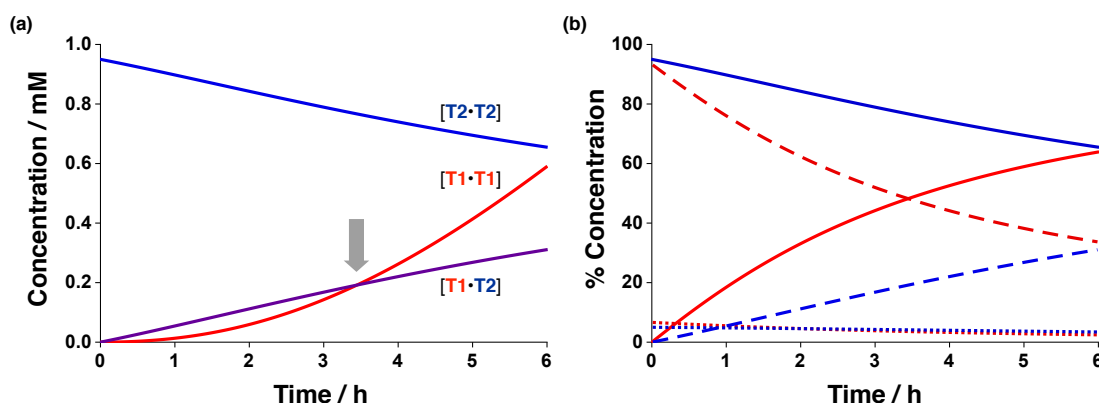 (a)
Concentration / mM
1.0
0.8
0.6
0.4
0.2
0.0
[T2•T2]
[T1•T1]
[T1•T2]
0 1 2 3 4 5 6
Time / h
(b)
% Concentration
100
80
60
40
20
0
0 1 2 3 4 5 6
Time / h